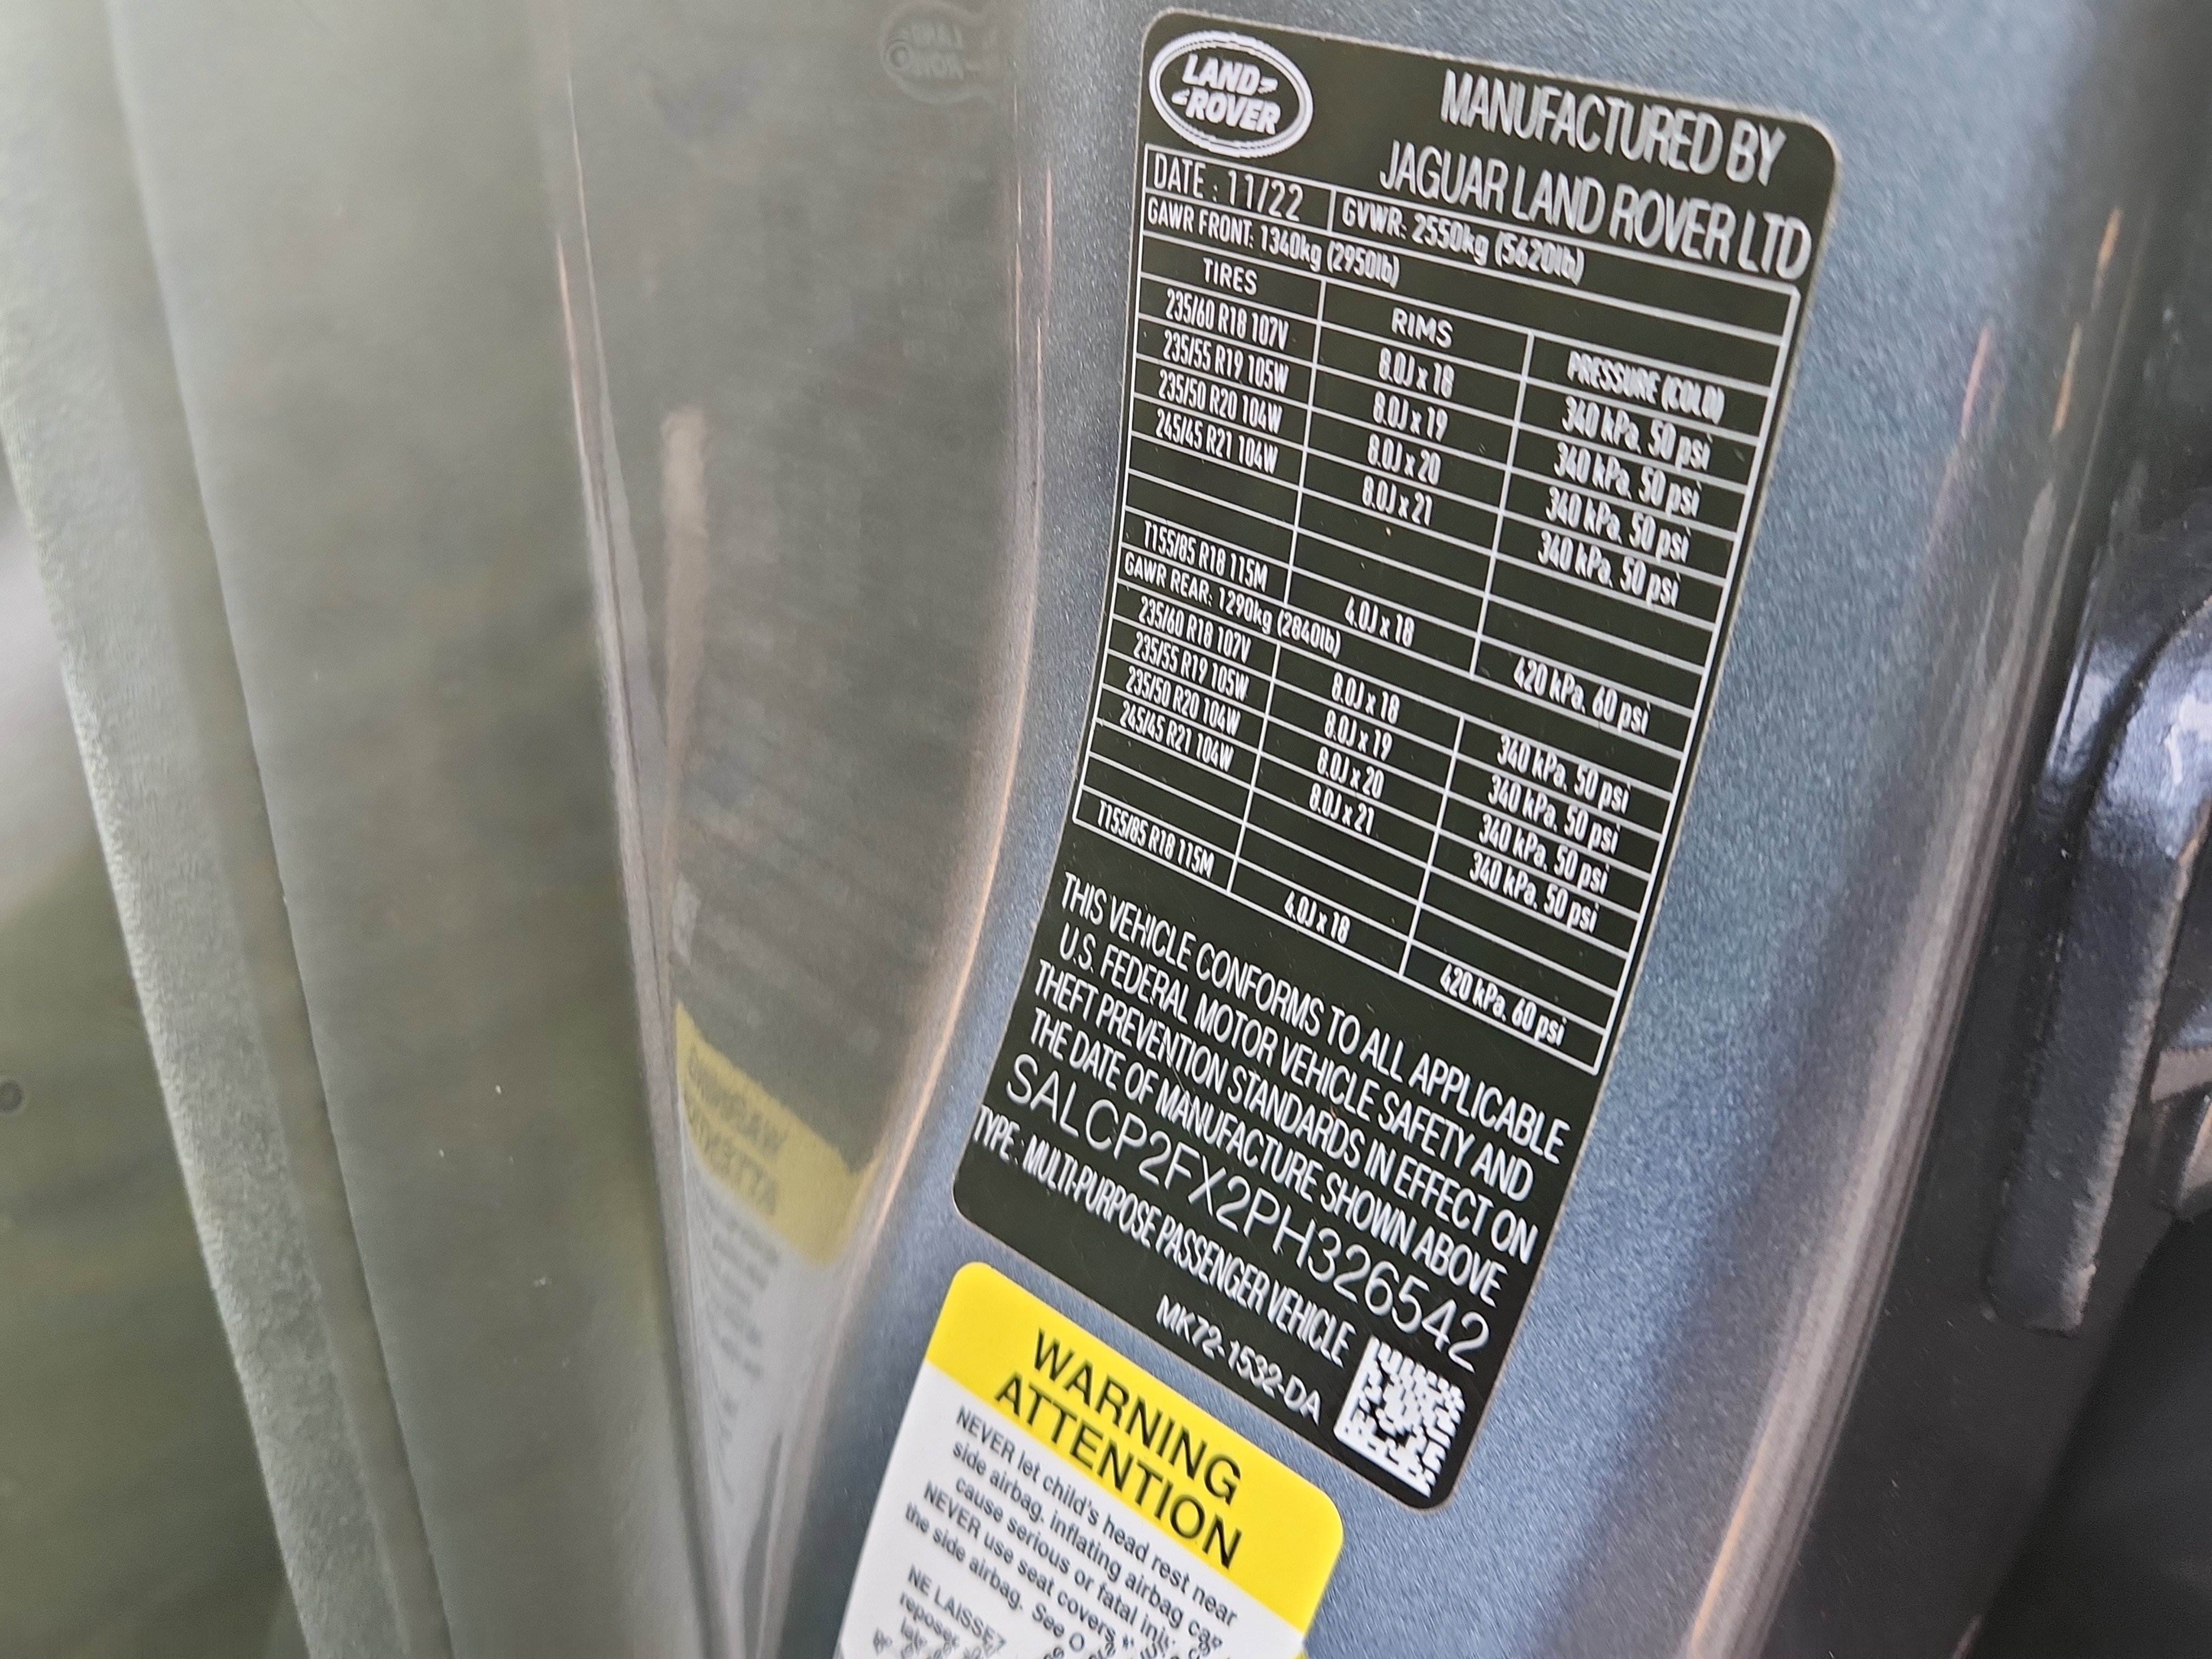 LAND
ROVER
MANUFACTURED BY
JAGUAR LAND ROVER LTD
DATE : 11/22 GVWR: 2550kg (5620lb)
GAWR FRONT: 1340kg (2950lb)
TIRES RIMS PRESSURE (COLD)
235/60 R18 107V 8.0J x 18 340 kPa, 50 psi
235/55 R19 105W 8.0J x 19 340 kPa, 50 psi
235/50 R20 104W 8.0J x 20 340 kPa, 50 psi
245/45 R21 104W 8.0J x 21 340 kPa, 50 psi
T155/85 R18 115M 4.0J x 18 420 kPa, 60 psi
GAWR REAR: 1290kg (2840lb)
235/60 R18 107V 8.0J x 18 340 kPa, 50 psi
235/55 R19 105W 8.0J x 19 340 kPa, 50 psi
235/50 R20 104W 8.0J x 20 340 kPa, 50 psi
245/45 R21 104W 8.0J x 21 340 kPa, 50 psi
T155/85 R18 115M 4.0J x 18 420 kPa, 60 psi
THIS VEHICLE CONFORMS TO ALL APPLICABLE
U.S. FEDERAL MOTOR VEHICLE SAFETY AND
THEFT PREVENTION STANDARDS IN EFFECT ON
THE DATE OF MANUFACTURE SHOWN ABOVE
SALCP2FX2PH326542
TYPE : MULTI-PURPOSE PASSENGER VEHICLE
MK72-1532-DA
WARNING
ATTENTION
NEVER let child's head rest near
side airbag, inflating airbag can
cause serious or fatal
NEVER use seat covers
the side airbag. See
NE